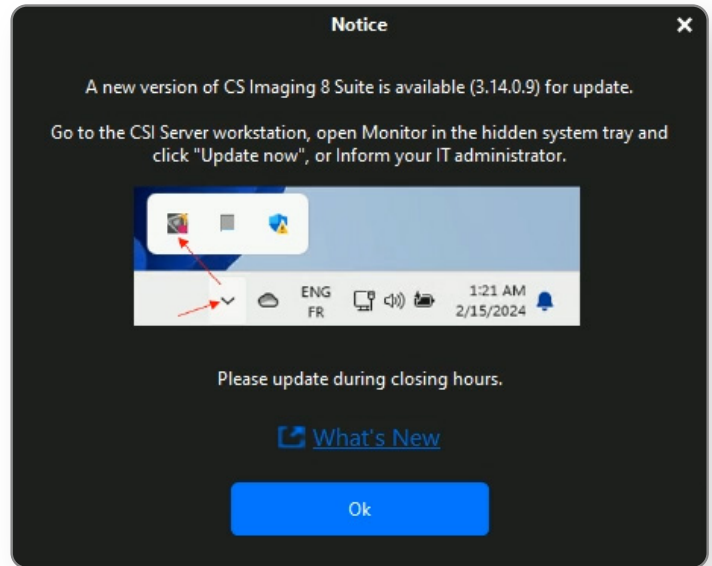 Notice
A new version of CS Imaging 8 Suite is available (3.14.0.9) for update.
Go to the CSI Server workstation, open Monitor in the hidden system tray and
click "Update now", or Inform your IT administrator.
ENG
FR
1:21 AM
2/15/2024
Please update during closing hours.
What's New
Ok